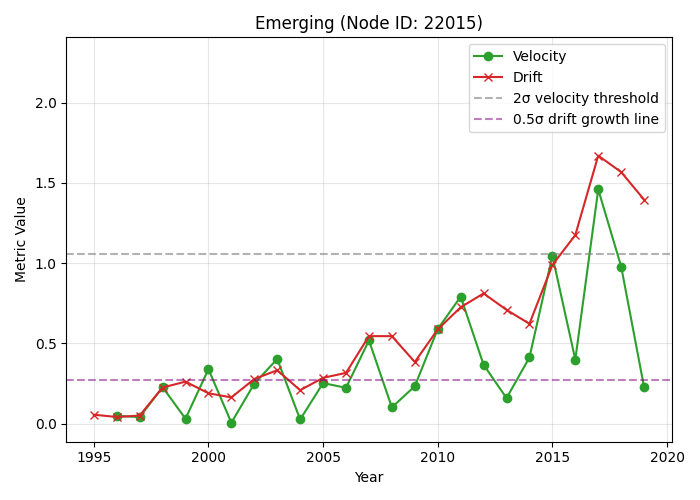 Emerging (Node ID: 22015)
Velocity
Drift
2σ velocity threshold
0.5σ drift growth line
Metric Value
2.0
1.5
1.0
0.5
0.0
1995
2000
2005
2010
2015
2020
Year